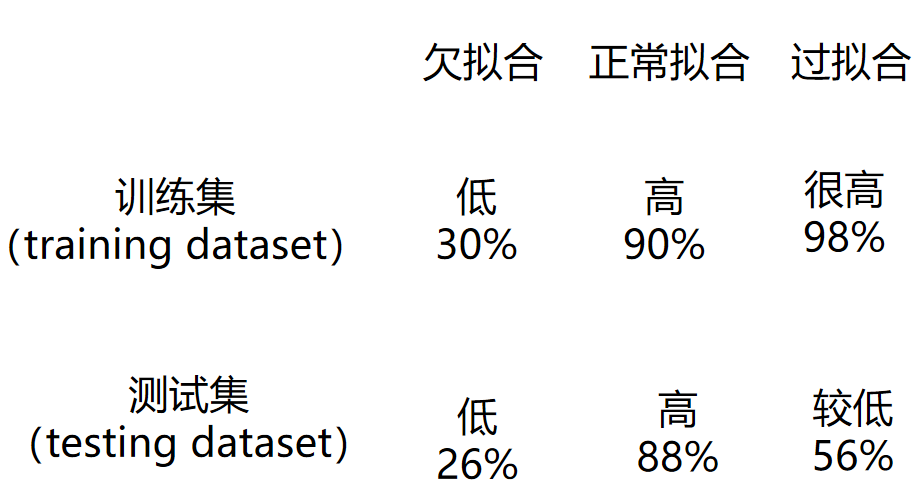 欠拟合 正常拟合 过拟合
训练集 低 高 很高
(training dataset) 30% 90% 98%
测试集 低 高 较低
(testing dataset) 26% 88% 56%